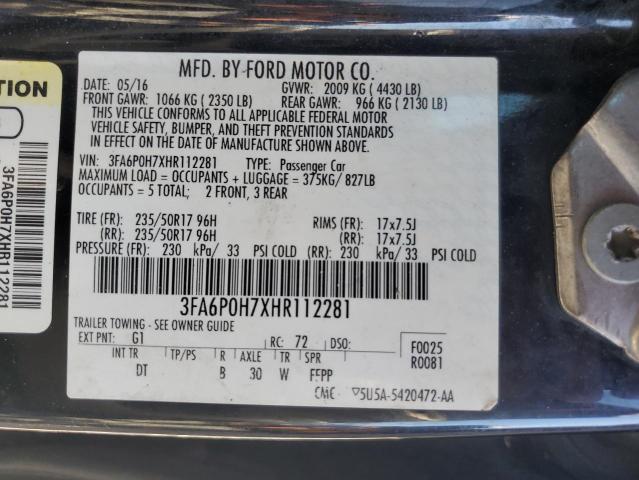 MFD. BY FORD MOTOR CO.
DATE: 05/16 GVWR: 2009 KG ( 4430 LB)
FRONT GAWR: 1066 KG ( 2350 LB) REAR GAWR: 966 KG ( 2130 LB)
THIS VEHICLE CONFORMS TO ALL APPLICABLE FEDERAL MOTOR
VEHICLE SAFETY, BUMPER, AND THEFT PREVENTION STANDARDS
IN EFFECT ON THE DATE OF MANUFACTURE SHOWN ABOVE.
VIN: 3FA6P0H7XHR112281 TYPE: Passenger Car
MAXIMUM LOAD = OCCUPANTS + LUGGAGE = 375KG/ 827LB
OCCUPANTS = 5 TOTAL; 2 FRONT, 3 REAR
TIRE (FR): 235/50R17 96H RIMS (FR): 17x7.5J
(RR): 235/50R17 96H (RR): 17x7.5J
PRESSURE (FR): 230 kPa/ 33 PSI COLD (RR): 230 kPa/ 33 PSI COLD
3FA6P0H7XHR112281
TRAILER TOWING - SEE OWNER GUIDE
EXT PNT: G1 RC: 72 DSO: F0025
R0081
INT TR TP/PS R AXLE TR SPR
DT B 30 W FFPP
CMC ▽5U5A-5420472-AA
TION
3FA6P0H7XHR112281